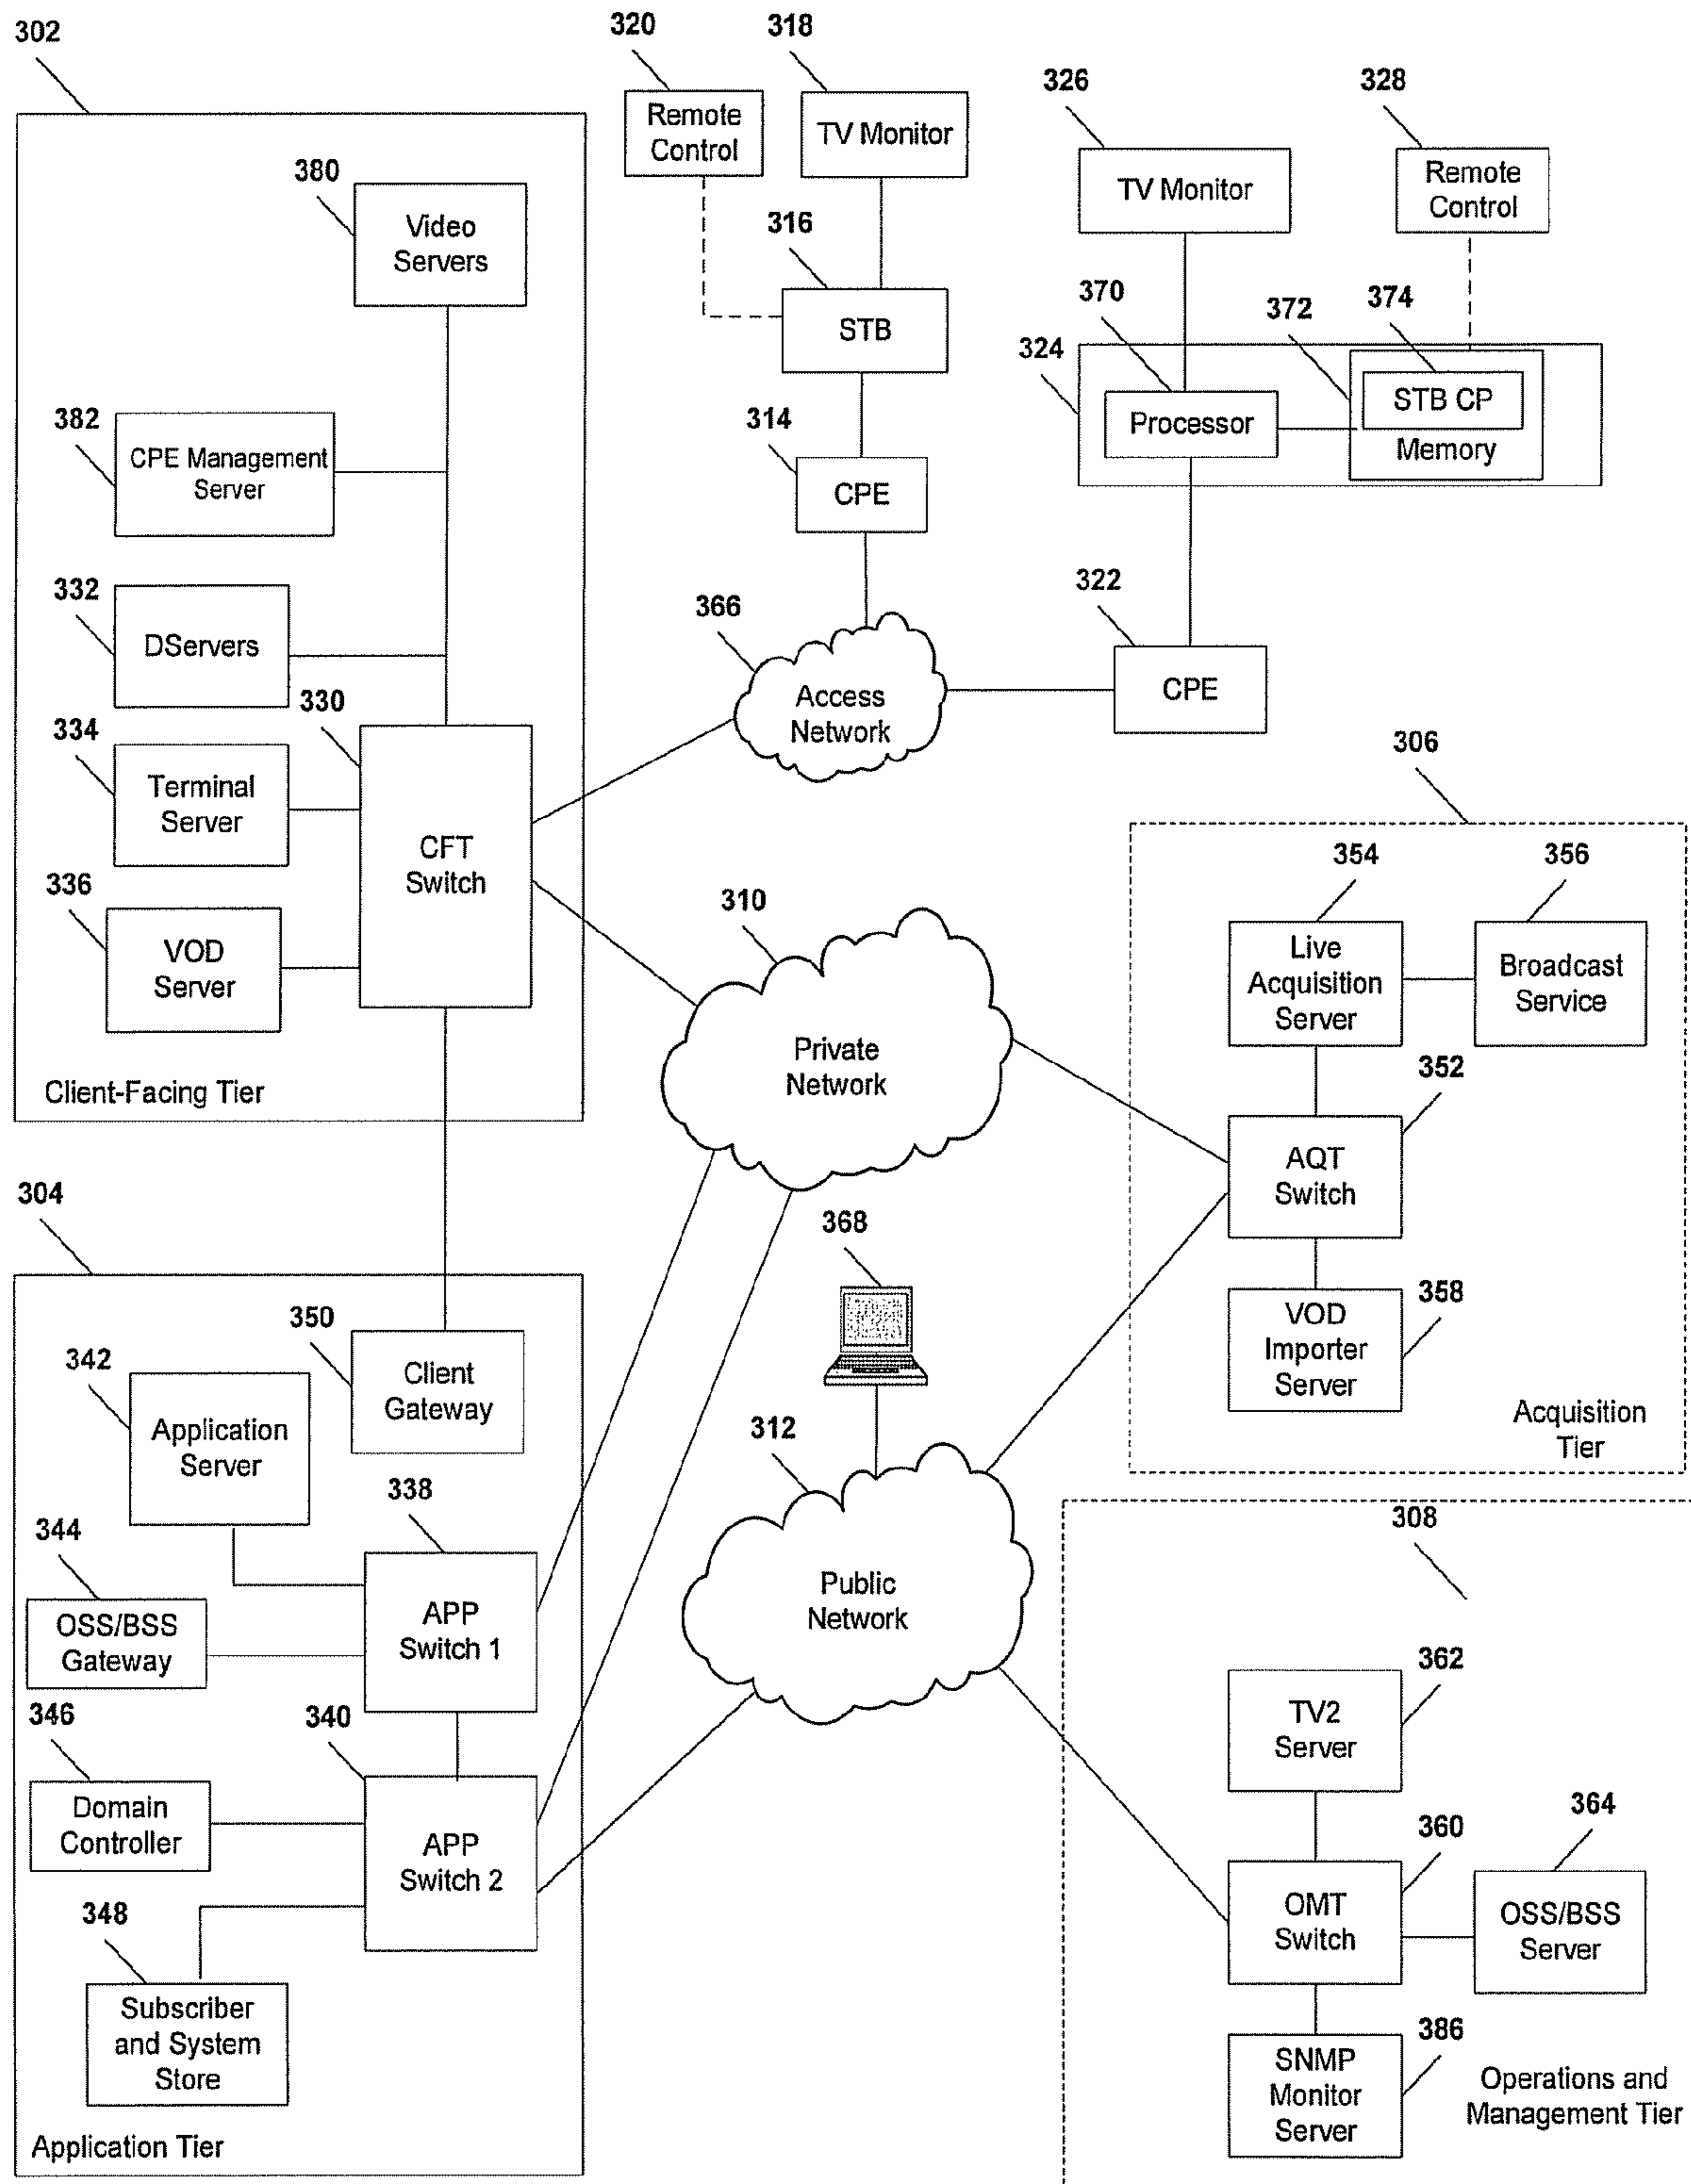 302
320
318
326
328
Remote
Control
TV Monitor
TV Monitor
Remote
Control
380
Video
Servers
316
STB
370
372
374
324
Processor
STB CP
Memory
382
CPE Management
Server
314
CPE
332
DServers
366
Access
Network
322
CPE
330
334
Terminal
Server
CFT
Switch
336
VOD
Server
Client-Facing Tier
310
Private
Network
306
354
356
Live
Acquisition
Server
Broadcast
Service
352
AQT
Switch
358
VOD
Importer
Server
Acquisition
Tier
304
368
350
Client
Gateway
342
Application
Server
312
Public
Network
338
344
OSS/BSS
Gateway
APP
Switch 1
346
340
Domain
Controller
APP
Switch 2
348
Subscriber
and System
Store
Application Tier
308
362
TV2
Server
360
364
OMT
Switch
OSS/BSS
Server
386
SNMP
Monitor
Server
Operations and
Management Tier